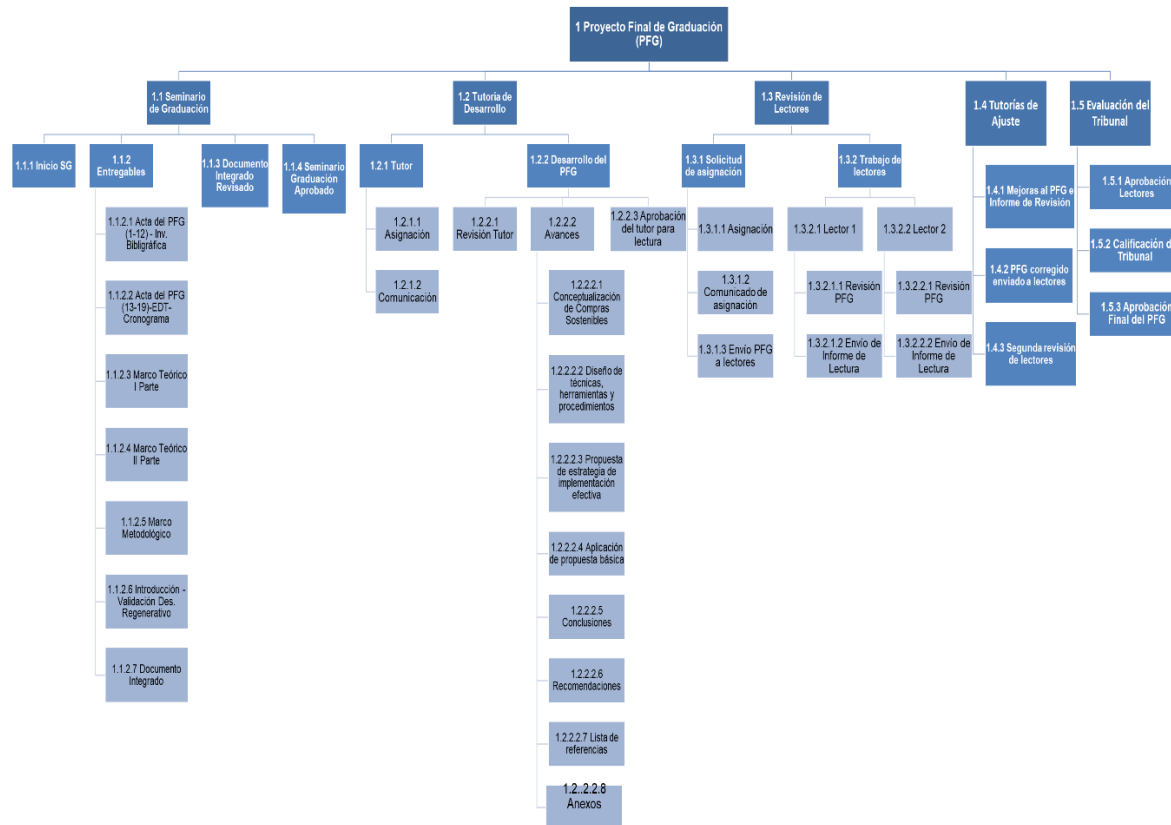 1 Proyecto Final de Graduación
(PFG)
1.1 Seminario
de Graduación
1.2 Tutoría de
Desarrollo
1.3 Revisión de
Lectores
1.4 Tutorías de
Ajuste
1.5 Evaluación del
Tribunal
1.1.1 Inicio SG
1.1.2
Entregables
1.1.3 Documento
Integrado
Revisado
1.1.4 Seminario
Graduación
Aprobado
1.2.1 Tutor
1.2.2 Desarrollo del
PFG
1.3.1 Solicitud
de asignación
1.3.2 Trabajo de
lectores
1.1.2.1 Acta del PFG
(1-12) - Inv.
Bibligráfica
1.1.2.2 Acta del PFG
(13-19)-EDT-
Cronograma
1.1.2.3 Marco Teórico
I Parte
1.1.2.4 Marco Teórico
II Parte
1.1.2.5 Marco
Metodológico
1.1.2.6 Introducción -
Validación Des.
Regenerativo
1.1.2.7 Documento
Integrado
1.2.1.1
Asignación
1.2.1.2
Comunicación
1.2.2.1
Revisión Tutor
1.2.2.2
Avances
1.2.2.3 Aprobación
del tutor para
lectura
1.2.2.2.1
Conceptualización
de Compras
Sostenibles
1.2.2.2.2 Diseño de
técnicas,
herramientas y
procedimientos
1.2.2.2.3 Propuesta
de estrategia de
implementación
efectiva
1.2.2.2.4 Aplicación
de propuesta básica
1.2.2.2.5
Conclusiones
1.2.2.2.6
Recomendaciones
1.2.2.2.7 Lista de
referencias
1.2..2.2.8
Anexos
1.3.1.1 Asignación
1.3.1.2
Comunicado de
asignación
1.3.1.3 Envío PFG
a lectores
1.3.2.1 Lector 1
1.3.2.1.1 Revisión
PFG
1.3.2.1.2 Envío de
Informe de
Lectura
1.3.2.2 Lector 2
1.3.2.2.1 Revisión
PFG
1.3.2.2.2 Envío de
Informe de
Lectura
1.4.1 Mejoras al PFG e
Informe de Revisión
1.4.2 PFG corregido
enviado a lectores
1.4.3 Segunda revisión
de lectores
1.5.1 Aprobación
Lectores
1.5.2 Calificación de
Tribunal
1.5.3 Aprobación
Final del PFG